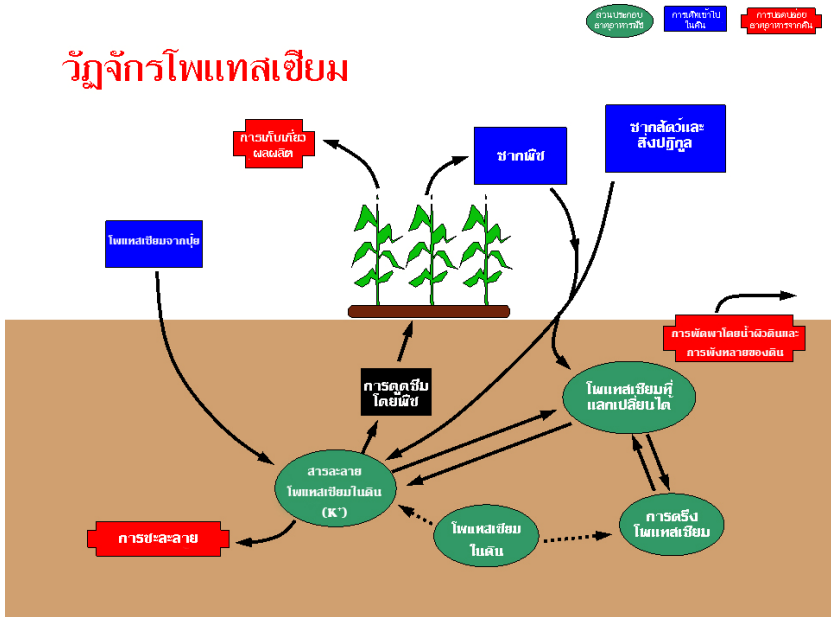 ส่วนประกอบ
ธาตุอาหารพืช
การเติมเข้าไป
ในดิน
การปลดปล่อย
ธาตุอาหารจากดิน
วัฏจักรโพแทสเซียม
การเก็บเกี่ยว
ผลผลิต
ซากพืช
ซากสัตว์และ
สิ่งปฏิกูล
โพแทสเซียมจากปุ๋ย
การพัดพาโดยน้ำผิวดินและ
การพังทลายของดิน
การดูดซึม
โดยพืช
โพแทสเซียมที่
แลกเปลี่ยนได้
สารละลาย
โพแทสเซียมในดิน
(K⁺)
โพแทสเซียม
ในดิน
การตรึง
โพแทสเซียม
การชะละลาย